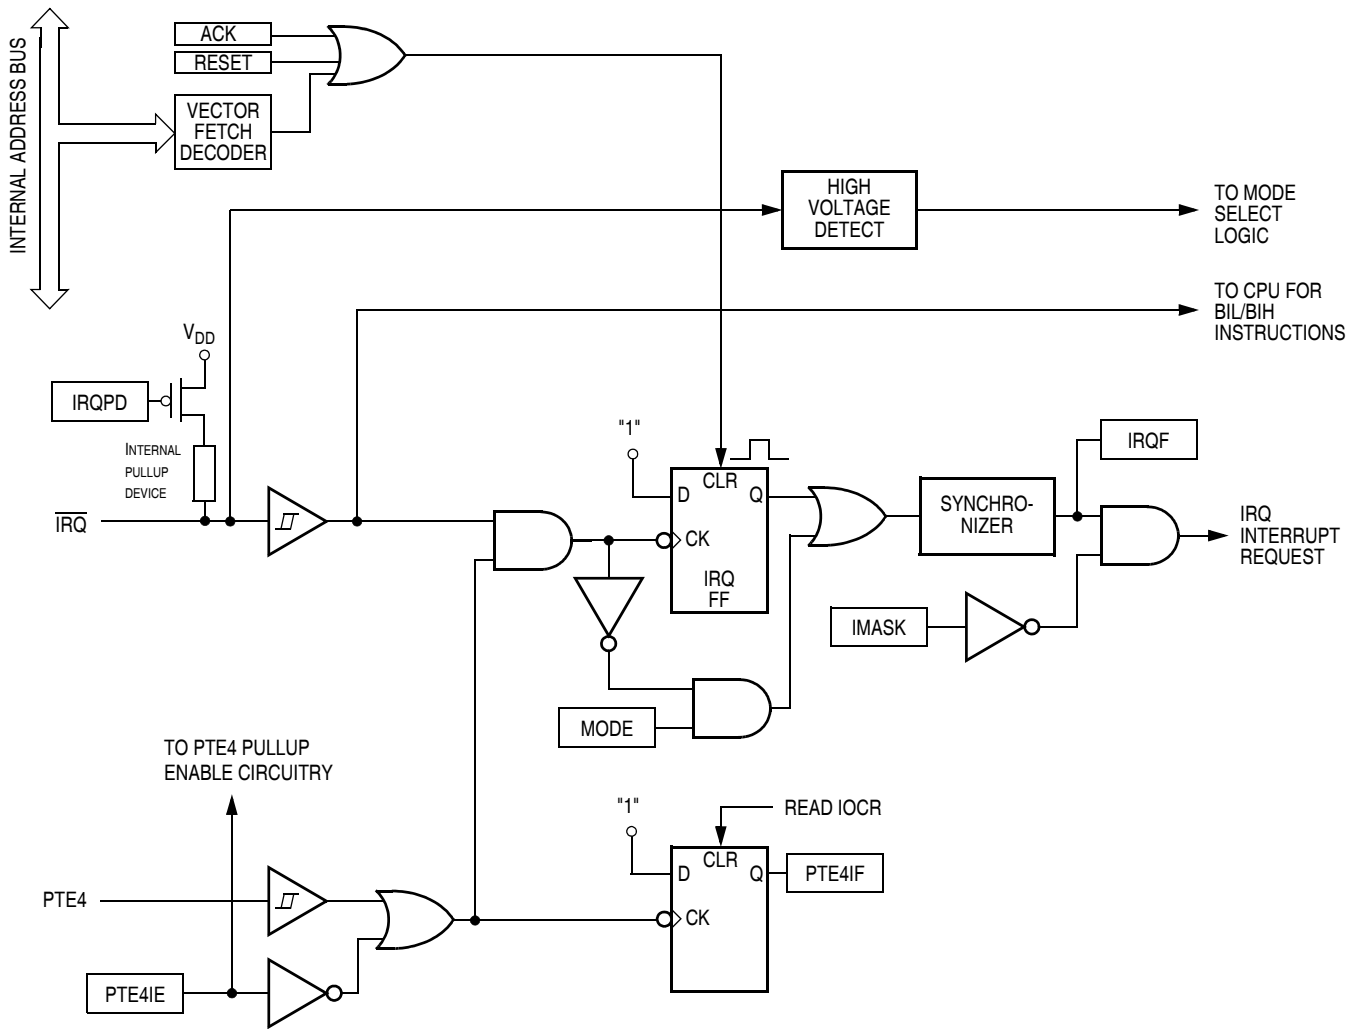 INTERNAL ADDRESS BUS
ACK
RESET
VECTOR
FETCH
DECODER
HIGH
VOLTAGE
DETECT
TO MODE
SELECT
LOGIC
TO CPU FOR
BIL/BIH
INSTRUCTIONS
VDD
IRQPD
INTERNAL
PULLUP
DEVICE
IRQ
"1"
D
CLR
Q
CK
IRQ
FF
SYNCHRO-
NIZER
IRQF
IRQ
INTERRUPT
REQUEST
IMASK
MODE
TO PTE4 PULLUP
ENABLE CIRCUITRY
"1"
READ IOCR
D
CLR
Q
CK
PTE4IF
PTE4
PTE4IE